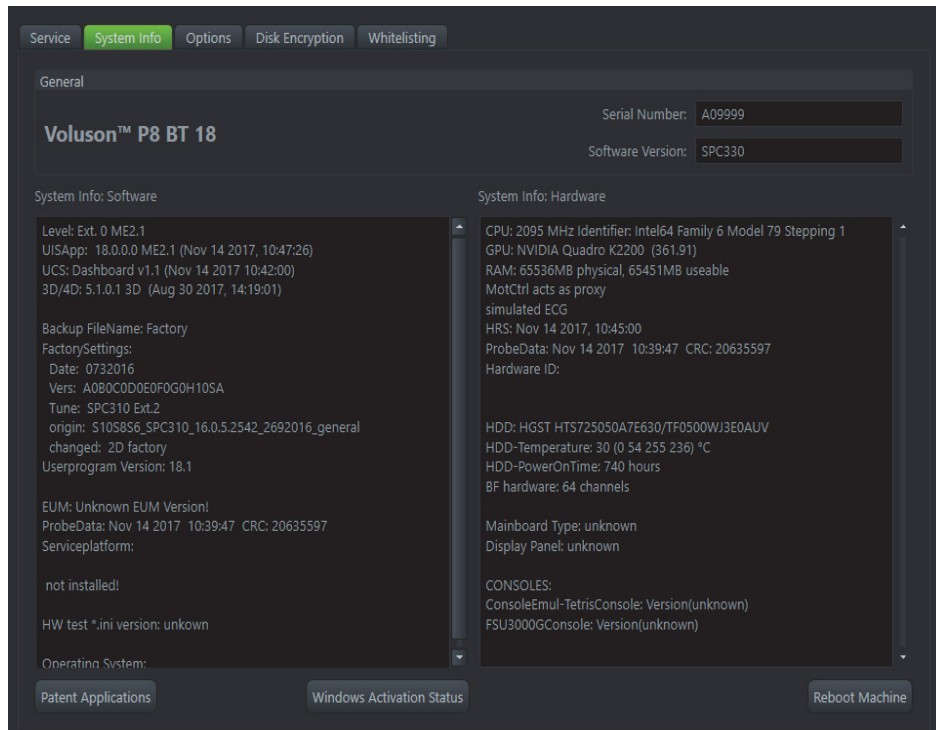 Service System Info Options Disk Encryption Whitelisting
General
Voluson™ P8 BT 18
Serial Number: A09999
Software Version: SPC330
System Info: Software
Level: Ext. 0 ME2.1
UISApp: 18.0.0.0 ME2.1 (Nov 14 2017, 10:47:26)
UCS: Dashboard v1.1 (Nov 14 2017 10:42:00)
3D/4D: 5.1.0.1 3D (Aug 30 2017, 14:19:01)
Backup FileName: Factory
FactorySettings:
Date: 0732016
Vers: A0B0C0D0E0F0G0H10SA
Tune: SPC310 Ext.2
origin: S10S8S6_SPC310_16.0.5.2542_2692016_general
changed: 2D factory
Userprogram Version: 18.1
EUM: Unknown EUM Version!
ProbeData: Nov 14 2017 10:39:47 CRC: 20635597
Serviceplatform:
not installed!
HW test *.ini version: unkown
Operating System:
System Info: Hardware
CPU: 2095 MHz Identifier: Intel64 Family 6 Model 79 Stepping 1
GPU: NVIDIA Quadro K2200 (361.91)
RAM: 65536MB physical, 65451MB useable
MotCtrl acts as proxy
simulated ECG
HRS: Nov 14 2017, 10:45:00
ProbeData: Nov 14 2017 10:39:47 CRC: 20635597
Hardware ID:
HDD: HGST HTS725050A7E630/TF0500WJ3E0AUV
HDD-Temperature: 30 (0 54 255 236) °C
HDD-PowerOnTime: 740 hours
BF hardware: 64 channels
Mainboard Type: unknown
Display Panel: unknown
CONSOLES:
ConsoleEmul-TetrisConsole: Version(unknown)
FSU3000GConsole: Version(unknown)
Patent Applications Windows Activation Status Reboot Machine